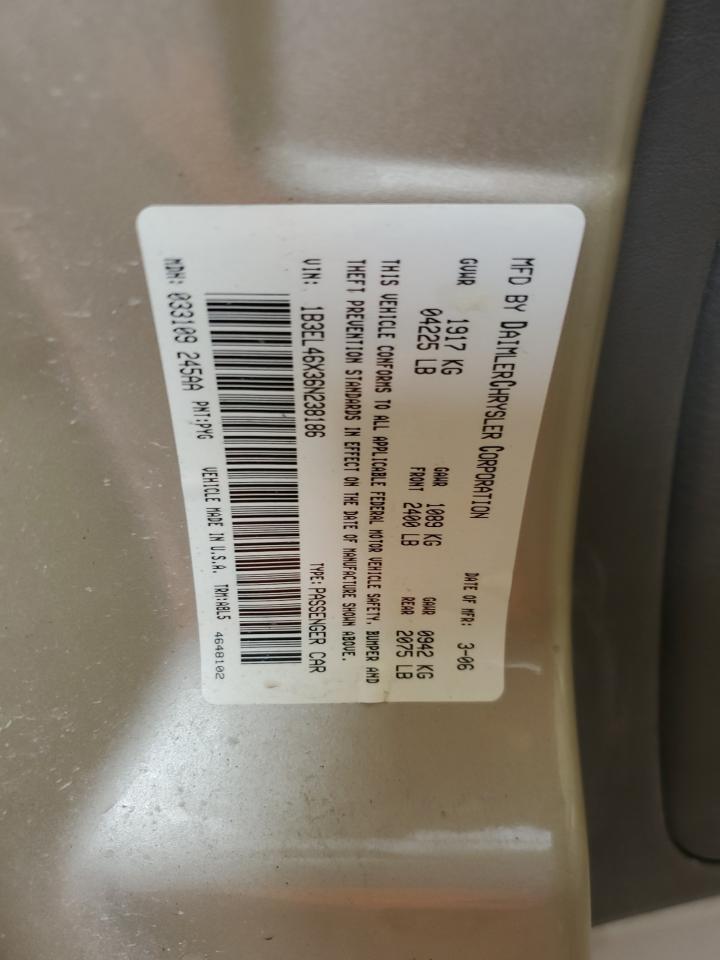 MFD BY DAIMLERCHRYSLER CORPORATION
DATE OF MFR: 3-06
GVWR 1917 KG
04225 LB
GAWR 1089 KG
FRONT 2400 LB
GAWR 0942 KG
REAR 2075 LB
THIS VEHICLE CONFORMS TO ALL APPLICABLE FEDERAL MOTOR VEHICLE SAFETY, BUMPER AND
THEFT PREVENTION STANDARDS IN EFFECT ON THE DATE OF MANUFACTURE SHOWN ABOVE.
VIN: 1B3EL46X36N238186 TYPE: PASSENGER CAR
MDH: 033109 245AA PNT:PYG VEHICLE MADE IN U.S.A. TRM:A8L5 4648102